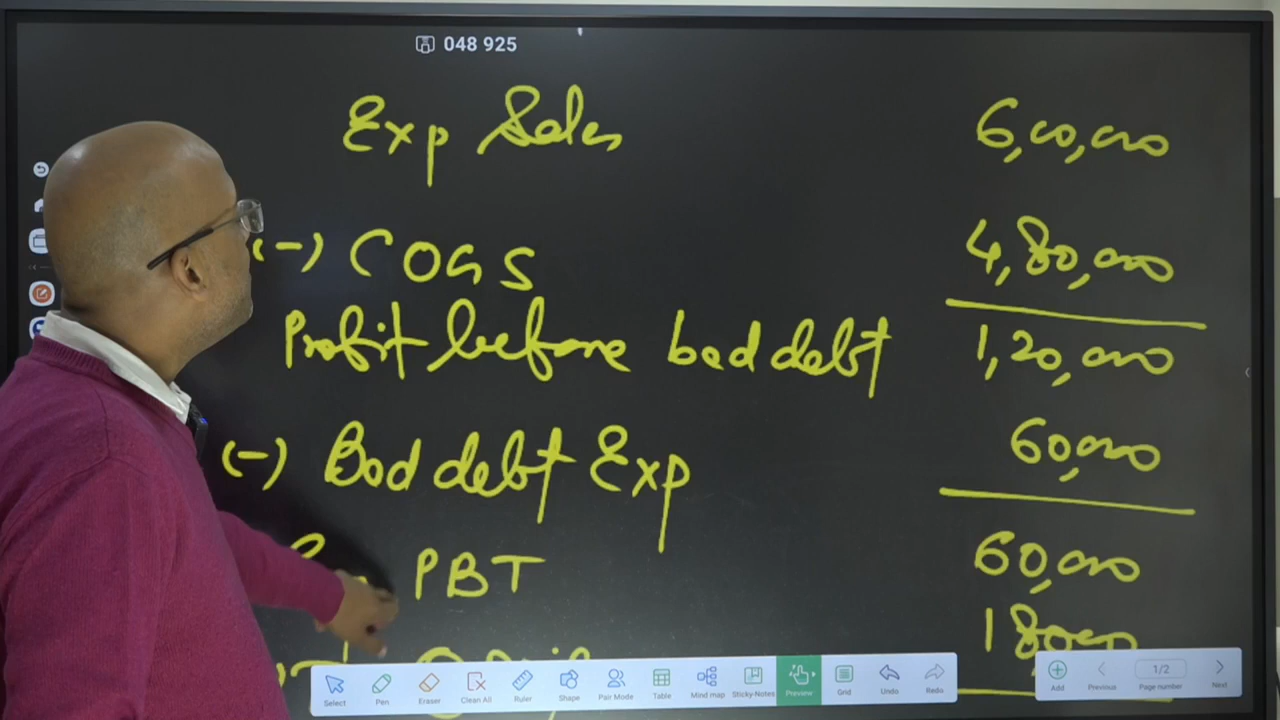 048 925
Exp Sales 6,00,000
(-) COGS 4,80,000
Profit before bad debt 1,20,000
(-) Bad debt Exp 60,000
PBT 60,000
18000
Select Pen Eraser Clean All Ruler Shape Pair Mode Table Mind map Sticky-Notes Preview Grid Undo Redo
Add Previous 1/2 Page number Next